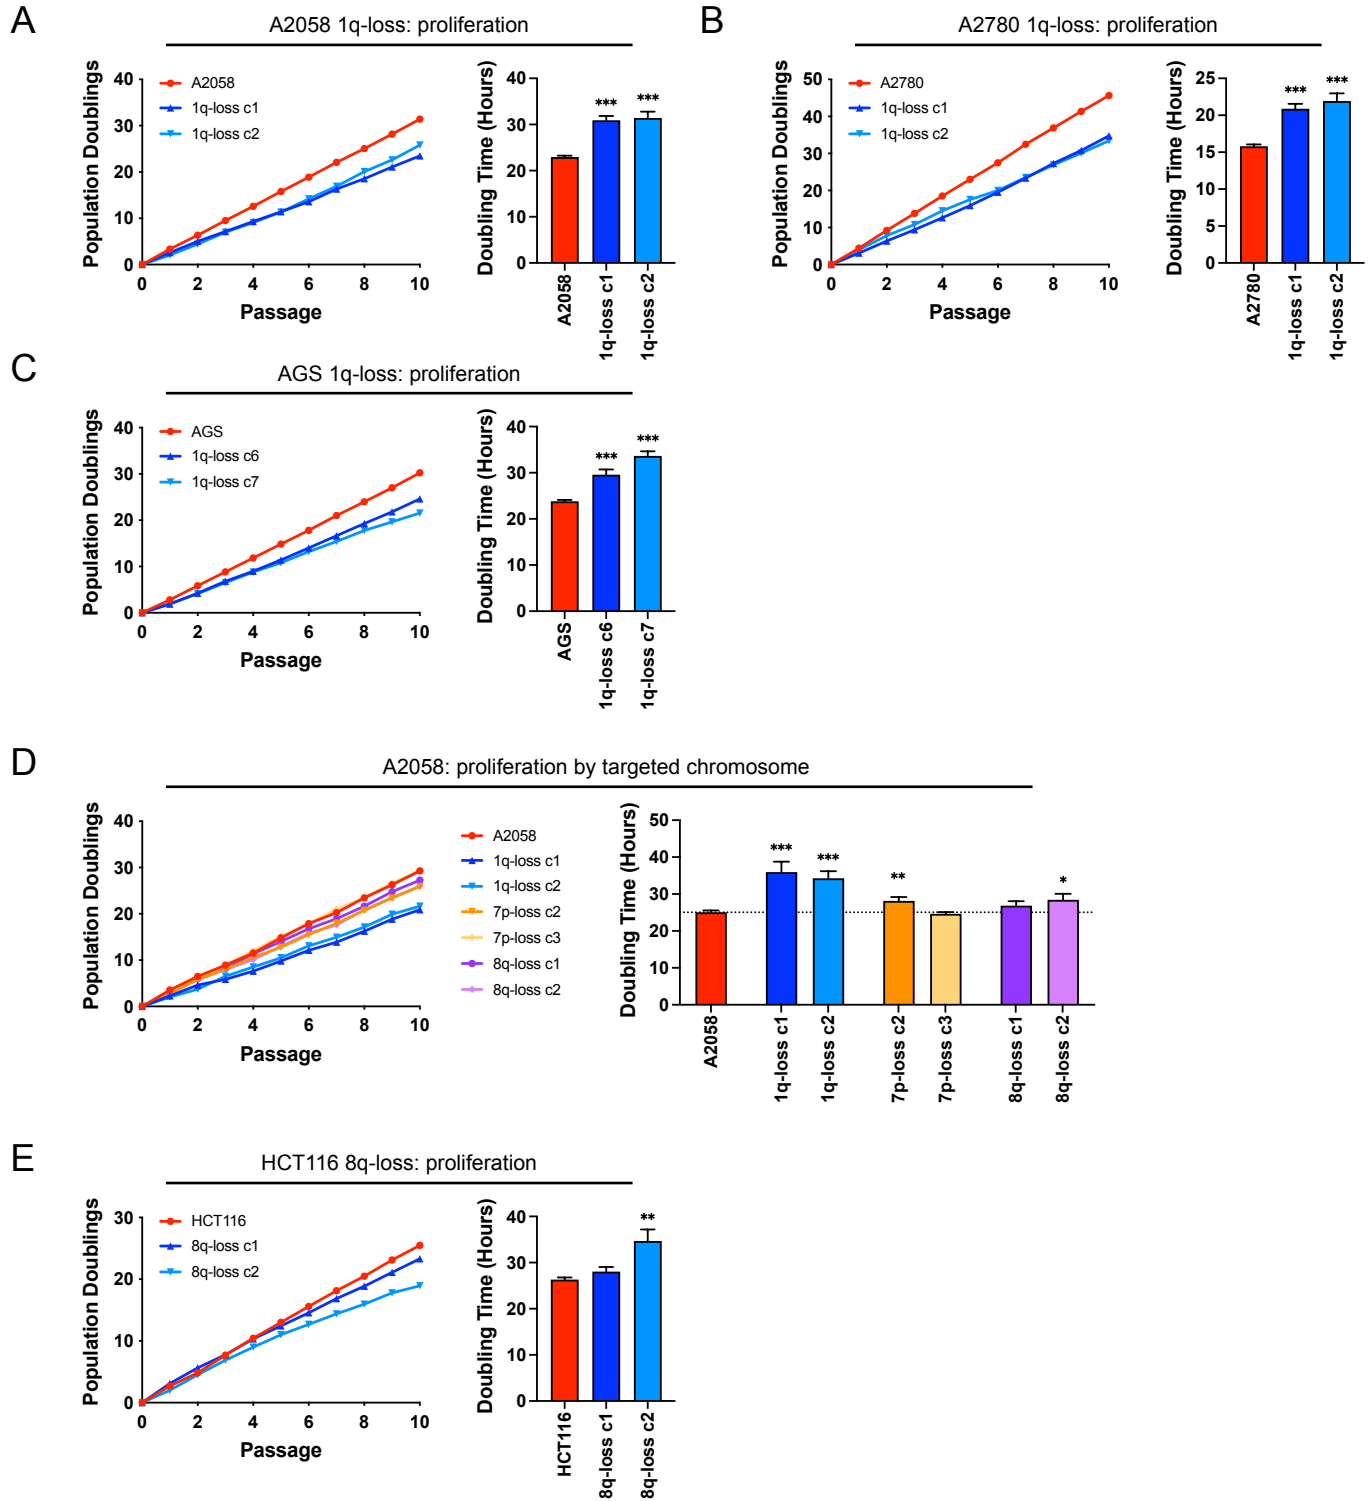 A
A2058 1q-loss: proliferation
Population Doublings
40
30
20
10
0
0 2 4 6 8 10
Passage
A2058
1q-loss c1
1q-loss c2
Doubling Time (Hours)
40
30
20
10
0
*** ***
A2058
1q-loss c1
1q-loss c2
B
A2780 1q-loss: proliferation
Population Doublings
50
40
30
20
10
0
0 2 4 6 8 10
Passage
A2780
1q-loss c1
1q-loss c2
Doubling Time (Hours)
25
20
15
10
5
0
*** ***
A2780
1q-loss c1
1q-loss c2
C
AGS 1q-loss: proliferation
Population Doublings
40
30
20
10
0
0 2 4 6 8 10
Passage
AGS
1q-loss c6
1q-loss c7
Doubling Time (Hours)
40
30
20
10
0
*** ***
AGS
1q-loss c6
1q-loss c7
D
A2058: proliferation by targeted chromosome
Population Doublings
40
30
20
10
0
0 2 4 6 8 10
Passage
A2058
1q-loss c1
1q-loss c2
7p-loss c2
7p-loss c3
8q-loss c1
8q-loss c2
Doubling Time (Hours)
50
40
30
20
10
0
*** *** ** *
A2058
1q-loss c1
1q-loss c2
7p-loss c2
7p-loss c3
8q-loss c1
8q-loss c2
E
HCT116 8q-loss: proliferation
Population Doublings
30
20
10
0
0 2 4 6 8 10
Passage
HCT116
8q-loss c1
8q-loss c2
Doubling Time (Hours)
40
30
20
10
0
**
HCT116
8q-loss c1
8q-loss c2